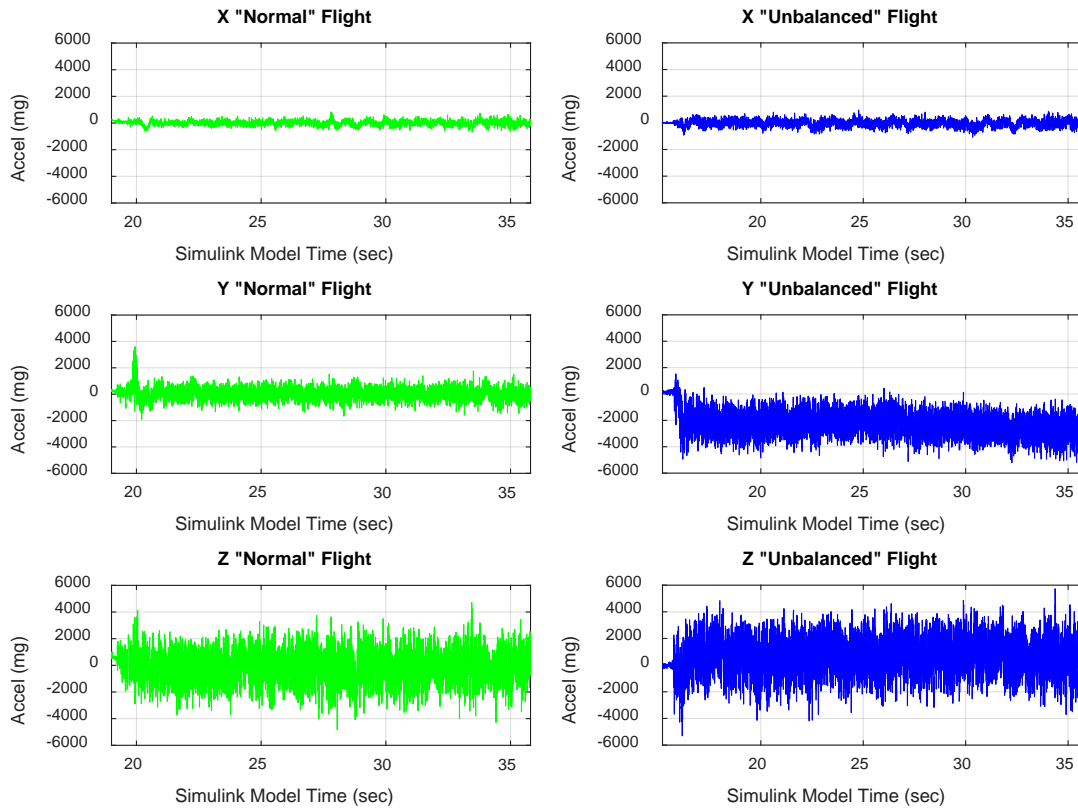 X "Normal" Flight
6000
4000
2000
0
-2000
-4000
-6000
Accel (mg)
20 25 30 35
Simulink Model Time (sec)
X "Unbalanced" Flight
6000
4000
2000
0
-2000
-4000
-6000
Accel (mg)
20 25 30 35
Simulink Model Time (sec)
Y "Normal" Flight
6000
4000
2000
0
-2000
-4000
-6000
Accel (mg)
20 25 30 35
Simulink Model Time (sec)
Y "Unbalanced" Flight
6000
4000
2000
0
-2000
-4000
-6000
Accel (mg)
20 25 30 35
Simulink Model Time (sec)
Z "Normal" Flight
6000
4000
2000
0
-2000
-4000
-6000
Accel (mg)
20 25 30 35
Simulink Model Time (sec)
Z "Unbalanced" Flight
6000
4000
2000
0
-2000
-4000
-6000
Accel (mg)
20 25 30 35
Simulink Model Time (sec)